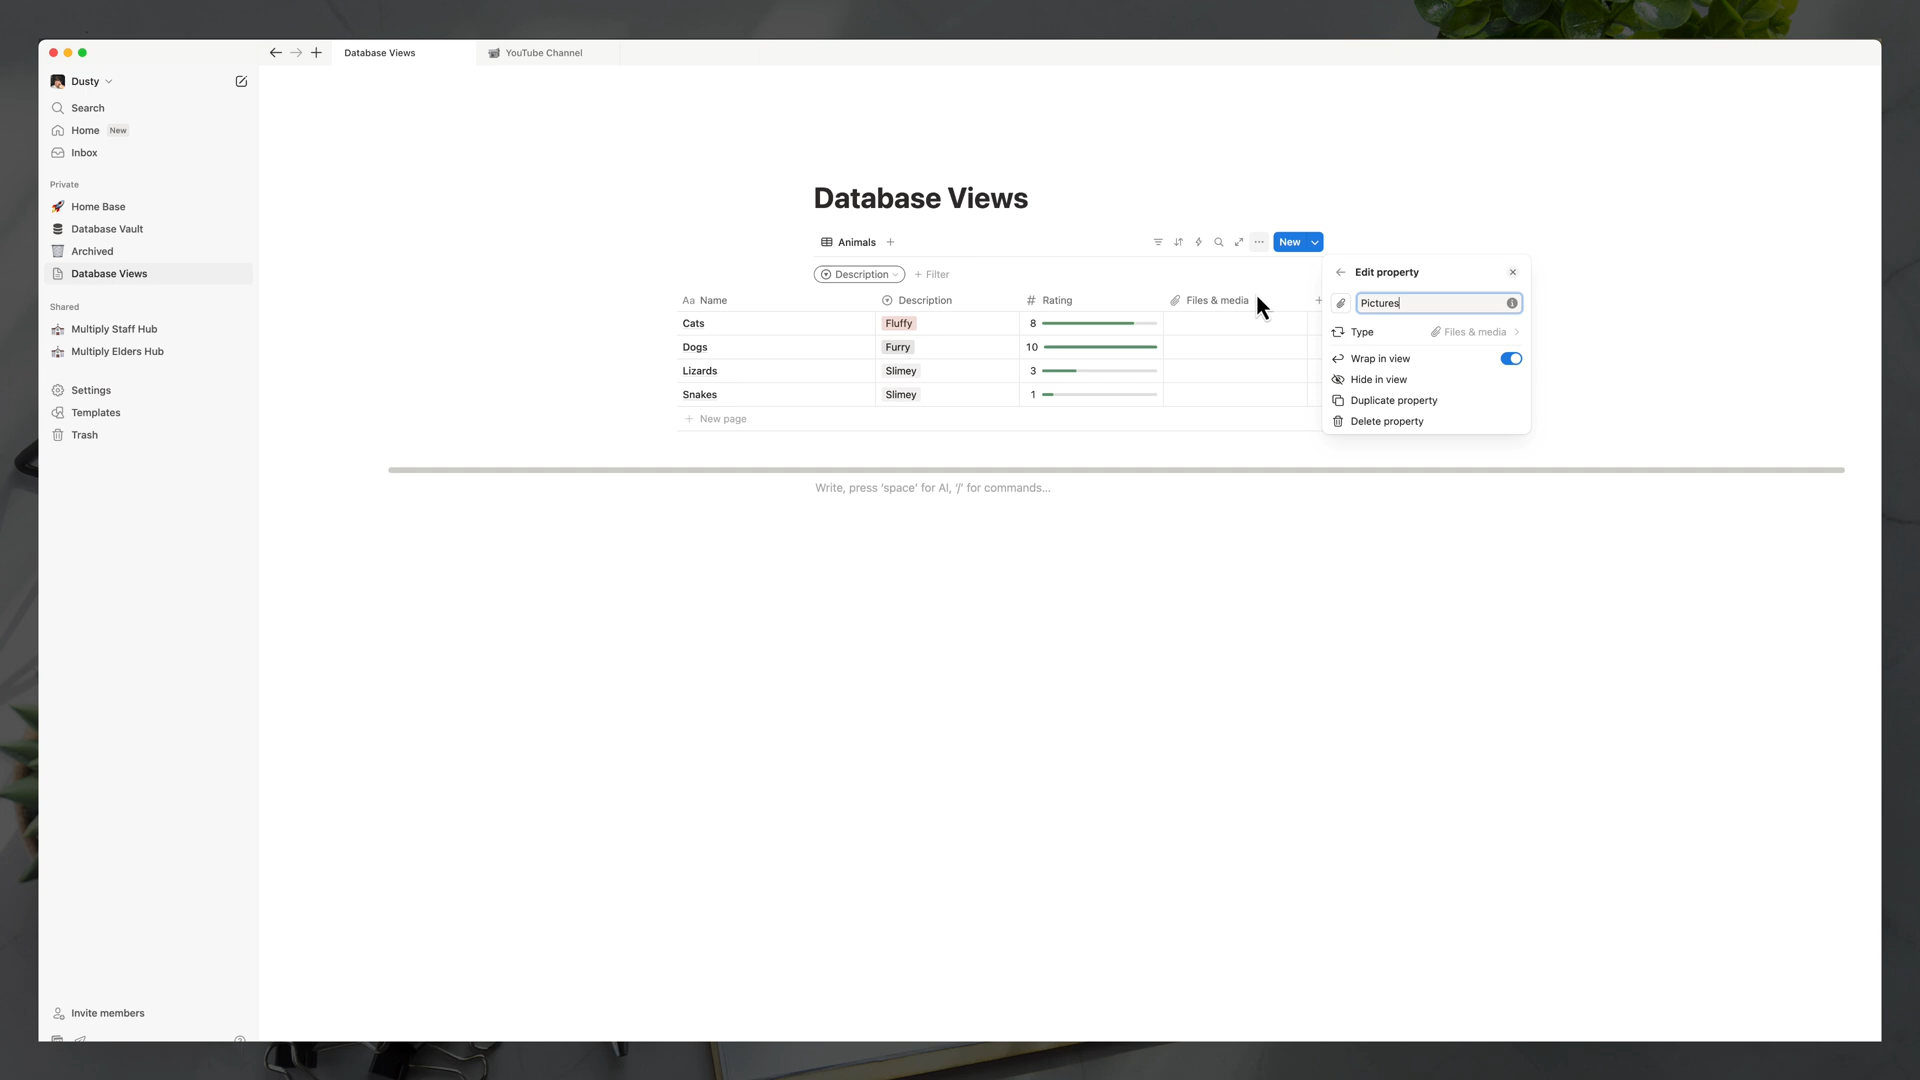 Database Views
YouTube Channel
Dusty
Search
Home New
Inbox
Private
Home Base
Database Vault
Archived
Database Views
Shared
Multiply Staff Hub
Multiply Elders Hub
Settings
Templates
Trash
Invite members
Database Views
Animals
New
Description
+ Filter
Aa Name
Description
# Rating
Files & media
Cats
Fluffy
8
Dogs
Furry
10
Lizards
Slimey
3
Snakes
Slimey
1
+ New page
Write, press ‘space’ for AI, ‘/’ for commands...
Edit property
Pictures
Type
Files & media
Wrap in view
Hide in view
Duplicate property
Delete property